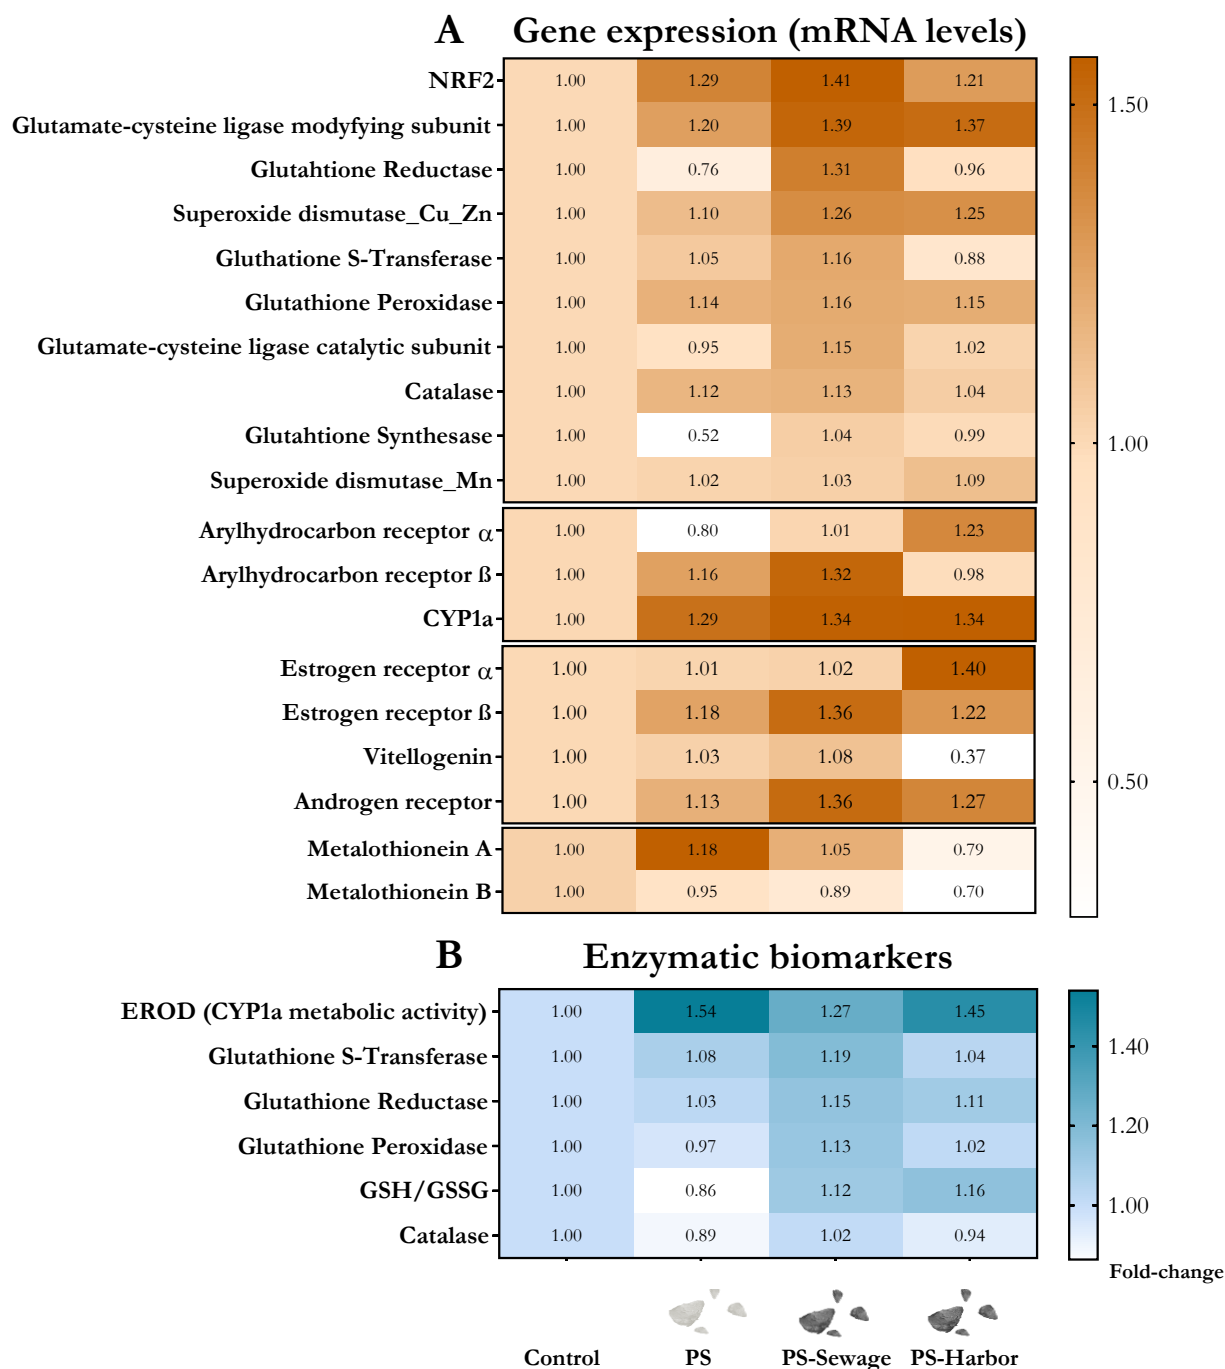 A Gene expression (mRNA levels)
NRF2 1.00 1.29 1.41 1.21
Glutamate-cysteine ligase modyfying subunit 1.00 1.20 1.39 1.37
Glutahtione Reductase 1.00 0.76 1.31 0.96
Superoxide dismutase_Cu_Zn 1.00 1.10 1.26 1.25
Gluthatione S-Transferase 1.00 1.05 1.16 0.88
Glutathione Peroxidase 1.00 1.14 1.16 1.15
Glutamate-cysteine ligase catalytic subunit 1.00 0.95 1.15 1.02
Catalase 1.00 1.12 1.13 1.04
Glutahtione Synthesase 1.00 0.52 1.04 0.99
Superoxide dismutase_Mn 1.00 1.02 1.03 1.09
Arylhydrocarbon receptor α 1.00 0.80 1.01 1.23
Arylhydrocarbon receptor ß 1.00 1.16 1.32 0.98
CYP1a 1.00 1.29 1.34 1.34
Estrogen receptor α 1.00 1.01 1.02 1.40
Estrogen receptor ß 1.00 1.18 1.36 1.22
Vitellogenin 1.00 1.03 1.08 0.37
Androgen receptor 1.00 1.13 1.36 1.27
Metalothionein A 1.00 1.18 1.05 0.79
Metalothionein B 1.00 0.95 0.89 0.70
1.50
1.00
0.50
B Enzymatic biomarkers
EROD (CYP1a metabolic activity) 1.00 1.54 1.27 1.45
Glutathione S-Transferase 1.00 1.08 1.19 1.04
Glutathione Reductase 1.00 1.03 1.15 1.11
Glutathione Peroxidase 1.00 0.97 1.13 1.02
GSH/GSSG 1.00 0.86 1.12 1.16
Catalase 1.00 0.89 1.02 0.94
1.40
1.20
1.00
Fold-change
Control PS PS-Sewage PS-Harbor